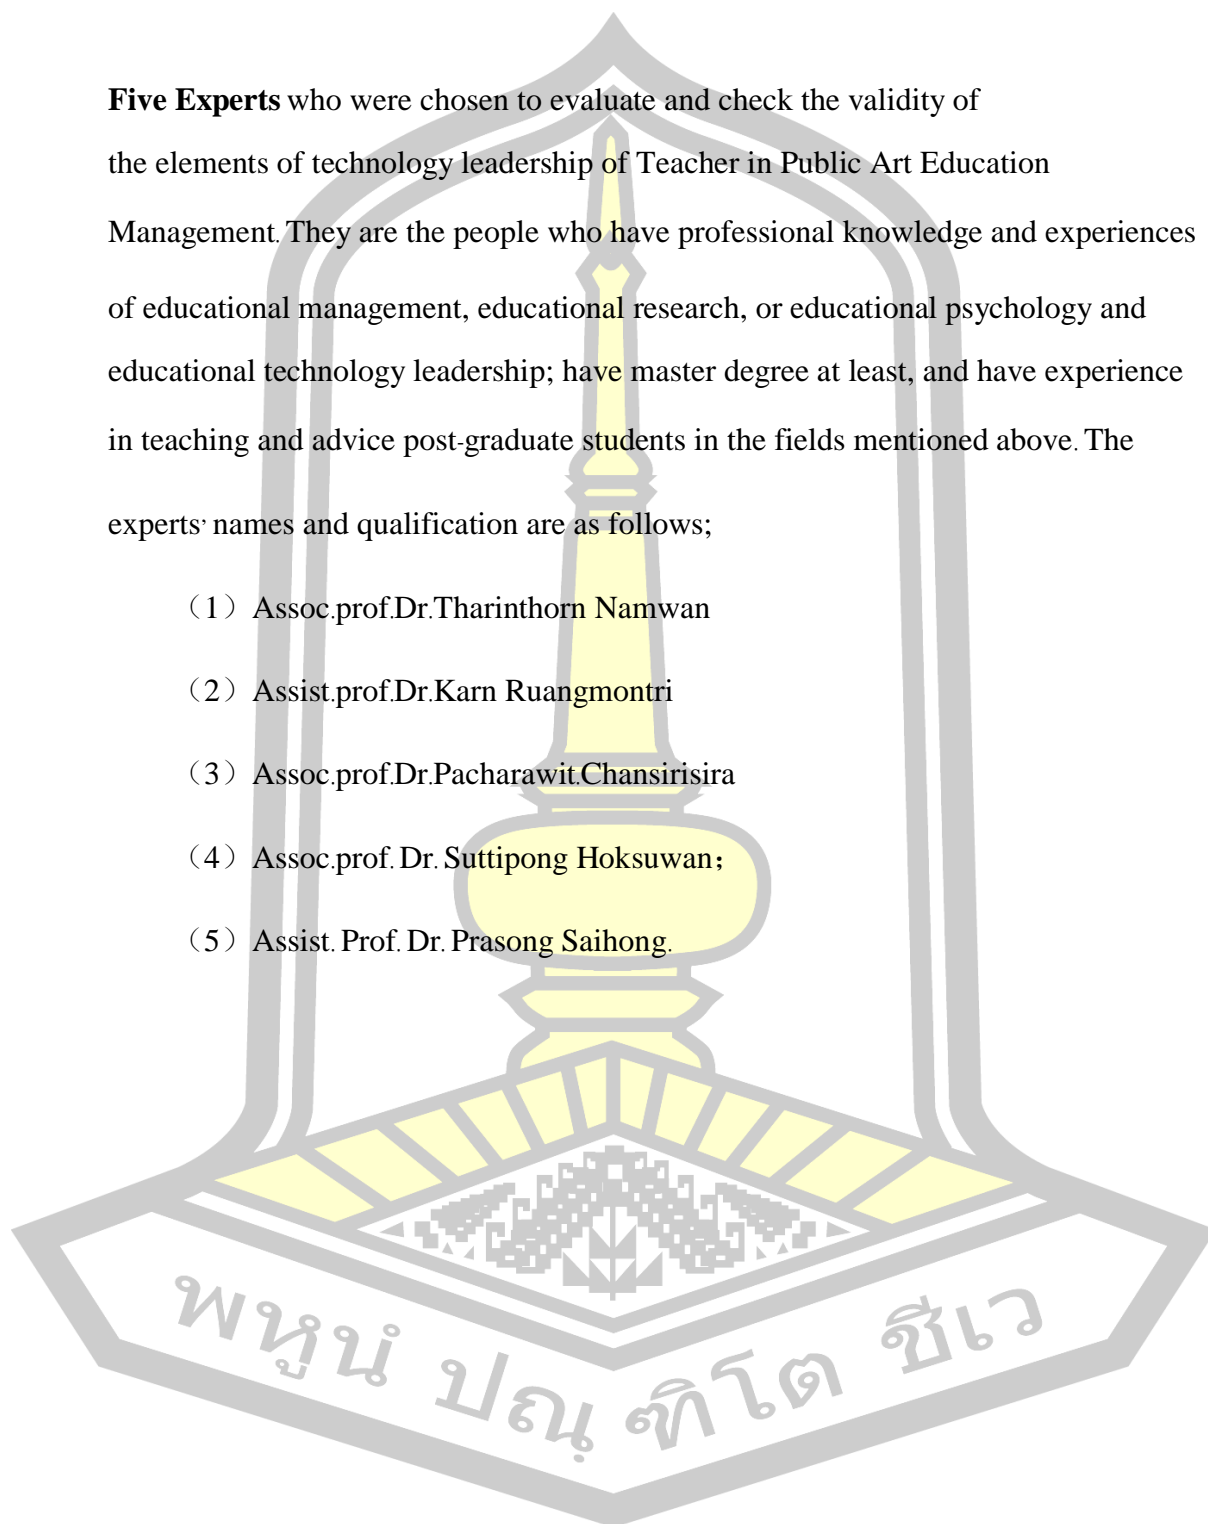 Five Experts who were chosen to evaluate and check the validity of
the elements of technology leadership of Teacher in Public Art Education
Management. They are the people who have professional knowledge and experiences
of educational management, educational research, or educational psychology and
educational technology leadership; have master degree at least, and have experience
in teaching and advice post-graduate students in the fields mentioned above. The
experts, names and qualification are as follows;
（1）Assoc.prof.Dr.Tharinthorn Namwan
（2）Assist.prof.Dr.Karn Ruangmontri
（3）Assoc.prof.Dr.Pacharawit.Chansirisira
（4）Assoc.prof. Dr. Suttipong Hoksuwan；
（5）Assist. Prof. Dr. Prasong Saihong.
พหูนํ ปณฺฑิโต ชีเว